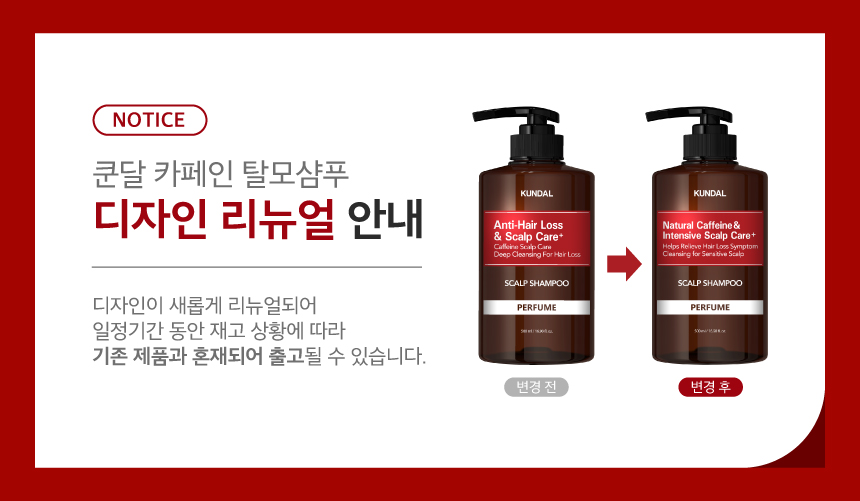 NOTICE
쿤달 카페인 탈모샴푸
디자인 리뉴얼 안내
디자인이 새롭게 리뉴얼되어
일정기간 동안 재고 상황에 따라
기존 제품과 혼재되어 출고될 수 있습니다.
KUNDAL
Anti-Hair Loss
& Scalp Care+
Caffeine Scalp Care
Deep Cleansing For Hair Loss
SCALP SHAMPOO
PERFUME
변경 전
KUNDAL
Natural Caffeine &
Intensive Scalp Care+
Helps Relieve Hair Loss Symptom
Cleansing for Sensitive Scalp
SCALP SHAMPOO
PERFUME
변경 후